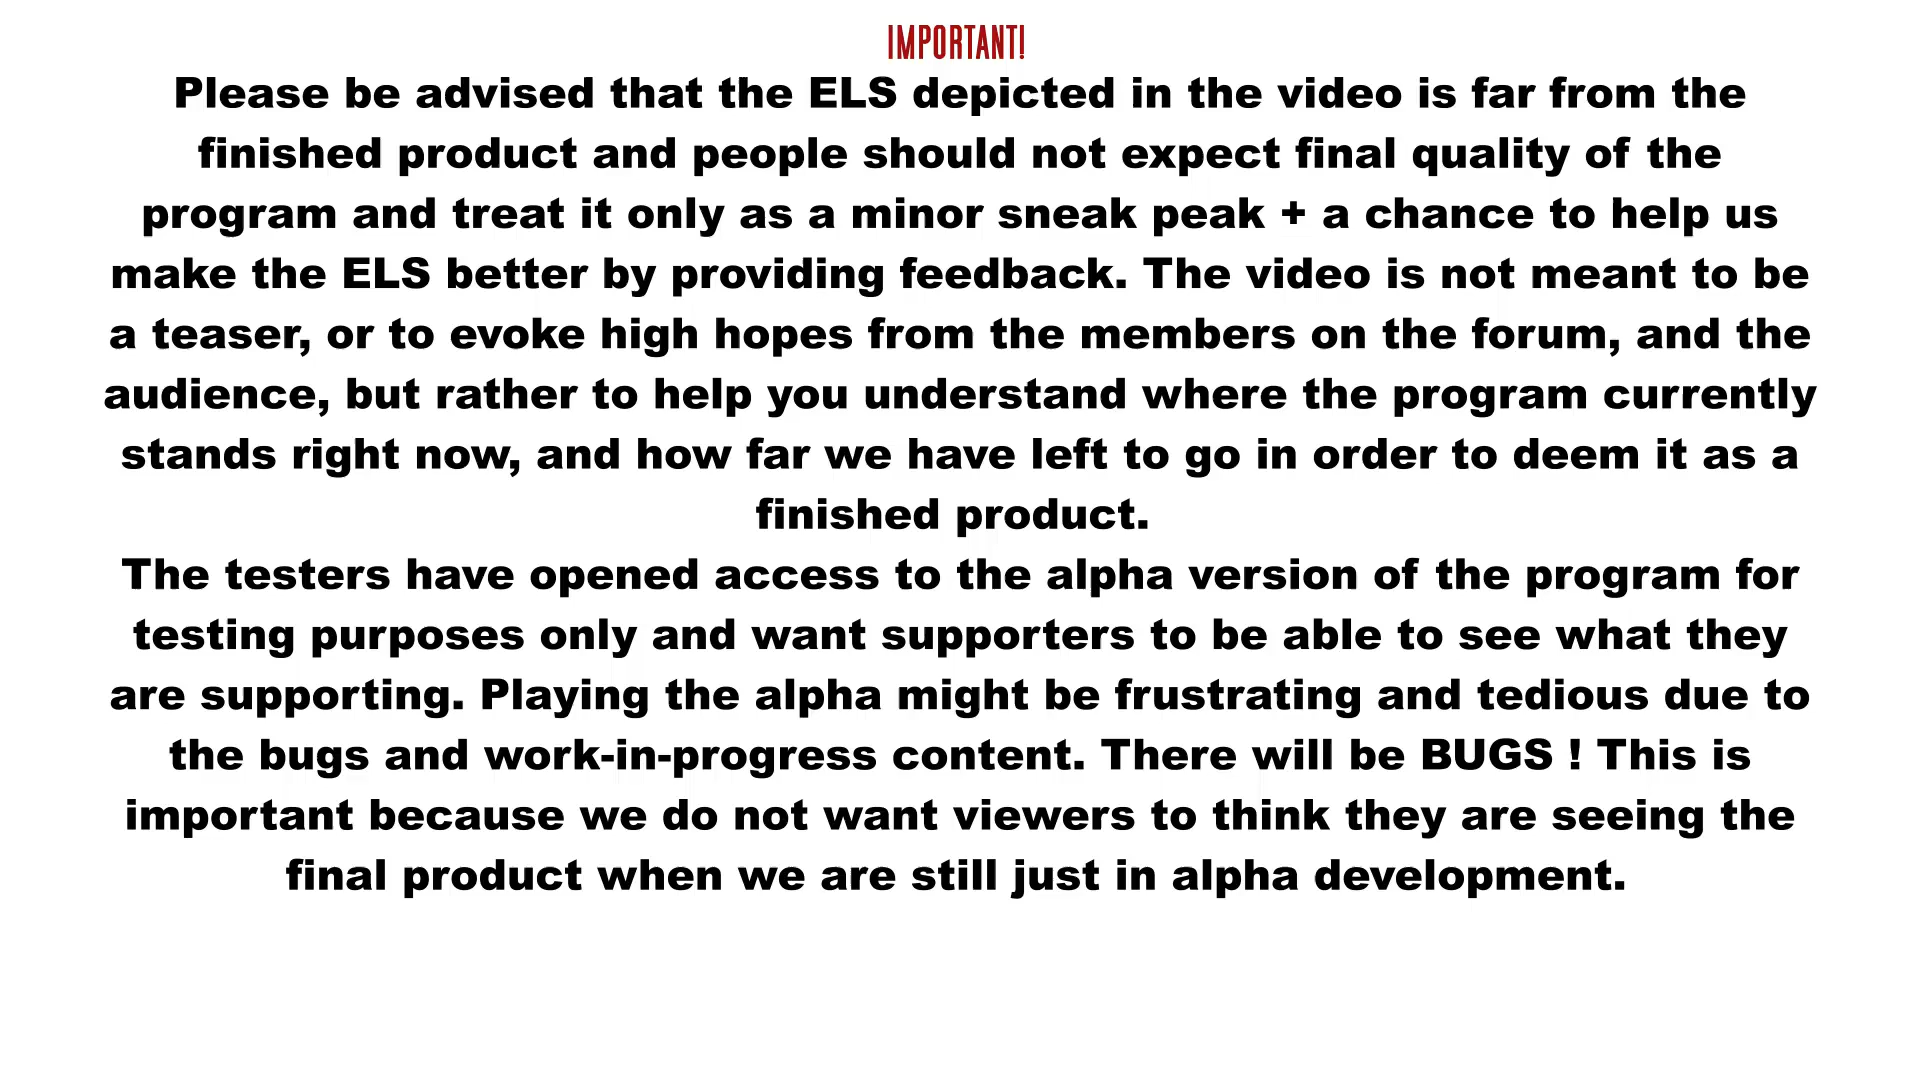 IMPORTANT!
Please be advised that the ELS depicted in the video is far from the
finished product and people should not expect final quality of the
program and treat it only as a minor sneak peak + a chance to help us
make the ELS better by providing feedback. The video is not meant to be
a teaser, or to evoke high hopes from the members on the forum, and the
audience, but rather to help you understand where the program currently
stands right now, and how far we have left to go in order to deem it as a
finished product.
The testers have opened access to the alpha version of the program for
testing purposes only and want supporters to be able to see what they
are supporting. Playing the alpha might be frustrating and tedious due to
the bugs and work-in-progress content. There will be BUGS ! This is
important because we do not want viewers to think they are seeing the
final product when we are still just in alpha development.